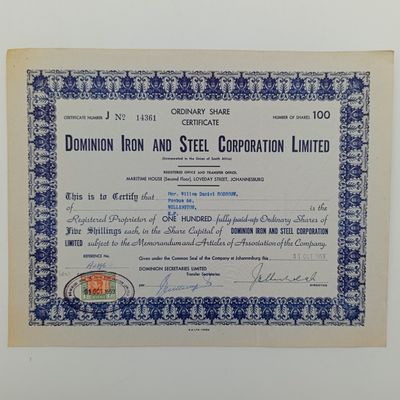 ORDINARY SHARE
CERTIFICATE
CERTIFICATE NUMBER J Nº 14361
NUMBER OF SHARES 100
DOMINION IRON AND STEEL CORPORATION LIMITED
(Incorporated in the Union of South Africa)
REGISTERED OFFICE AND TRANSFER OFFICE:
MARITIME HOUSE (Second Floor), LOVEDAY STREET, JOHANNESBURG
This is to Certify that Mnr. Willem Daniel
of Posbus 64,
WELLINGTON, is the
Registered Proprietor of ONE HUNDRED fully paid-up Ordinary Shares of
Five Shillings each, in the Share Capital of DOMINION IRON AND STEEL CORPORATION
LIMITED subject to the Memorandum and Articles of Association of the Company.
REFERENCE No.
Given under the Common Seal of the Company at Johannesburg this
DOMINION SECRETARIES LIMITED
Transfer Secretaries
per
DIRECTOR